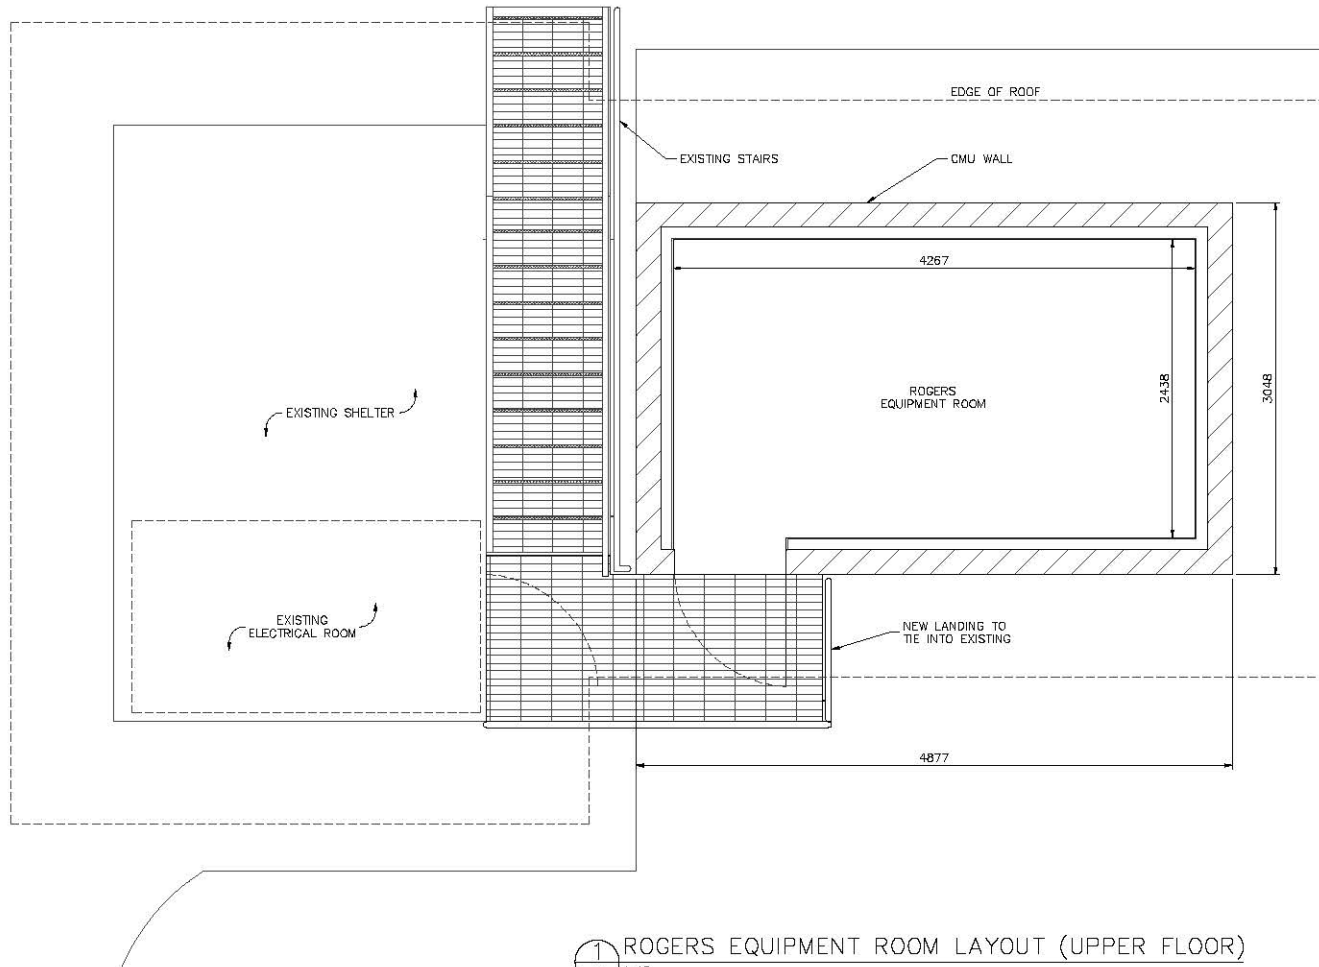 EDGE OF ROOF
EXISTING STAIRS
CMU WALL
4267
2438
3048
ROGERS
EQUIPMENT ROOM
EXISTING SHELTER
EXISTING
ELECTRICAL ROOM
NEW LANDING TO
TIE INTO EXISTING
4877
1 ROGERS EQUIPMENT ROOM LAYOUT (UPPER FLOOR)